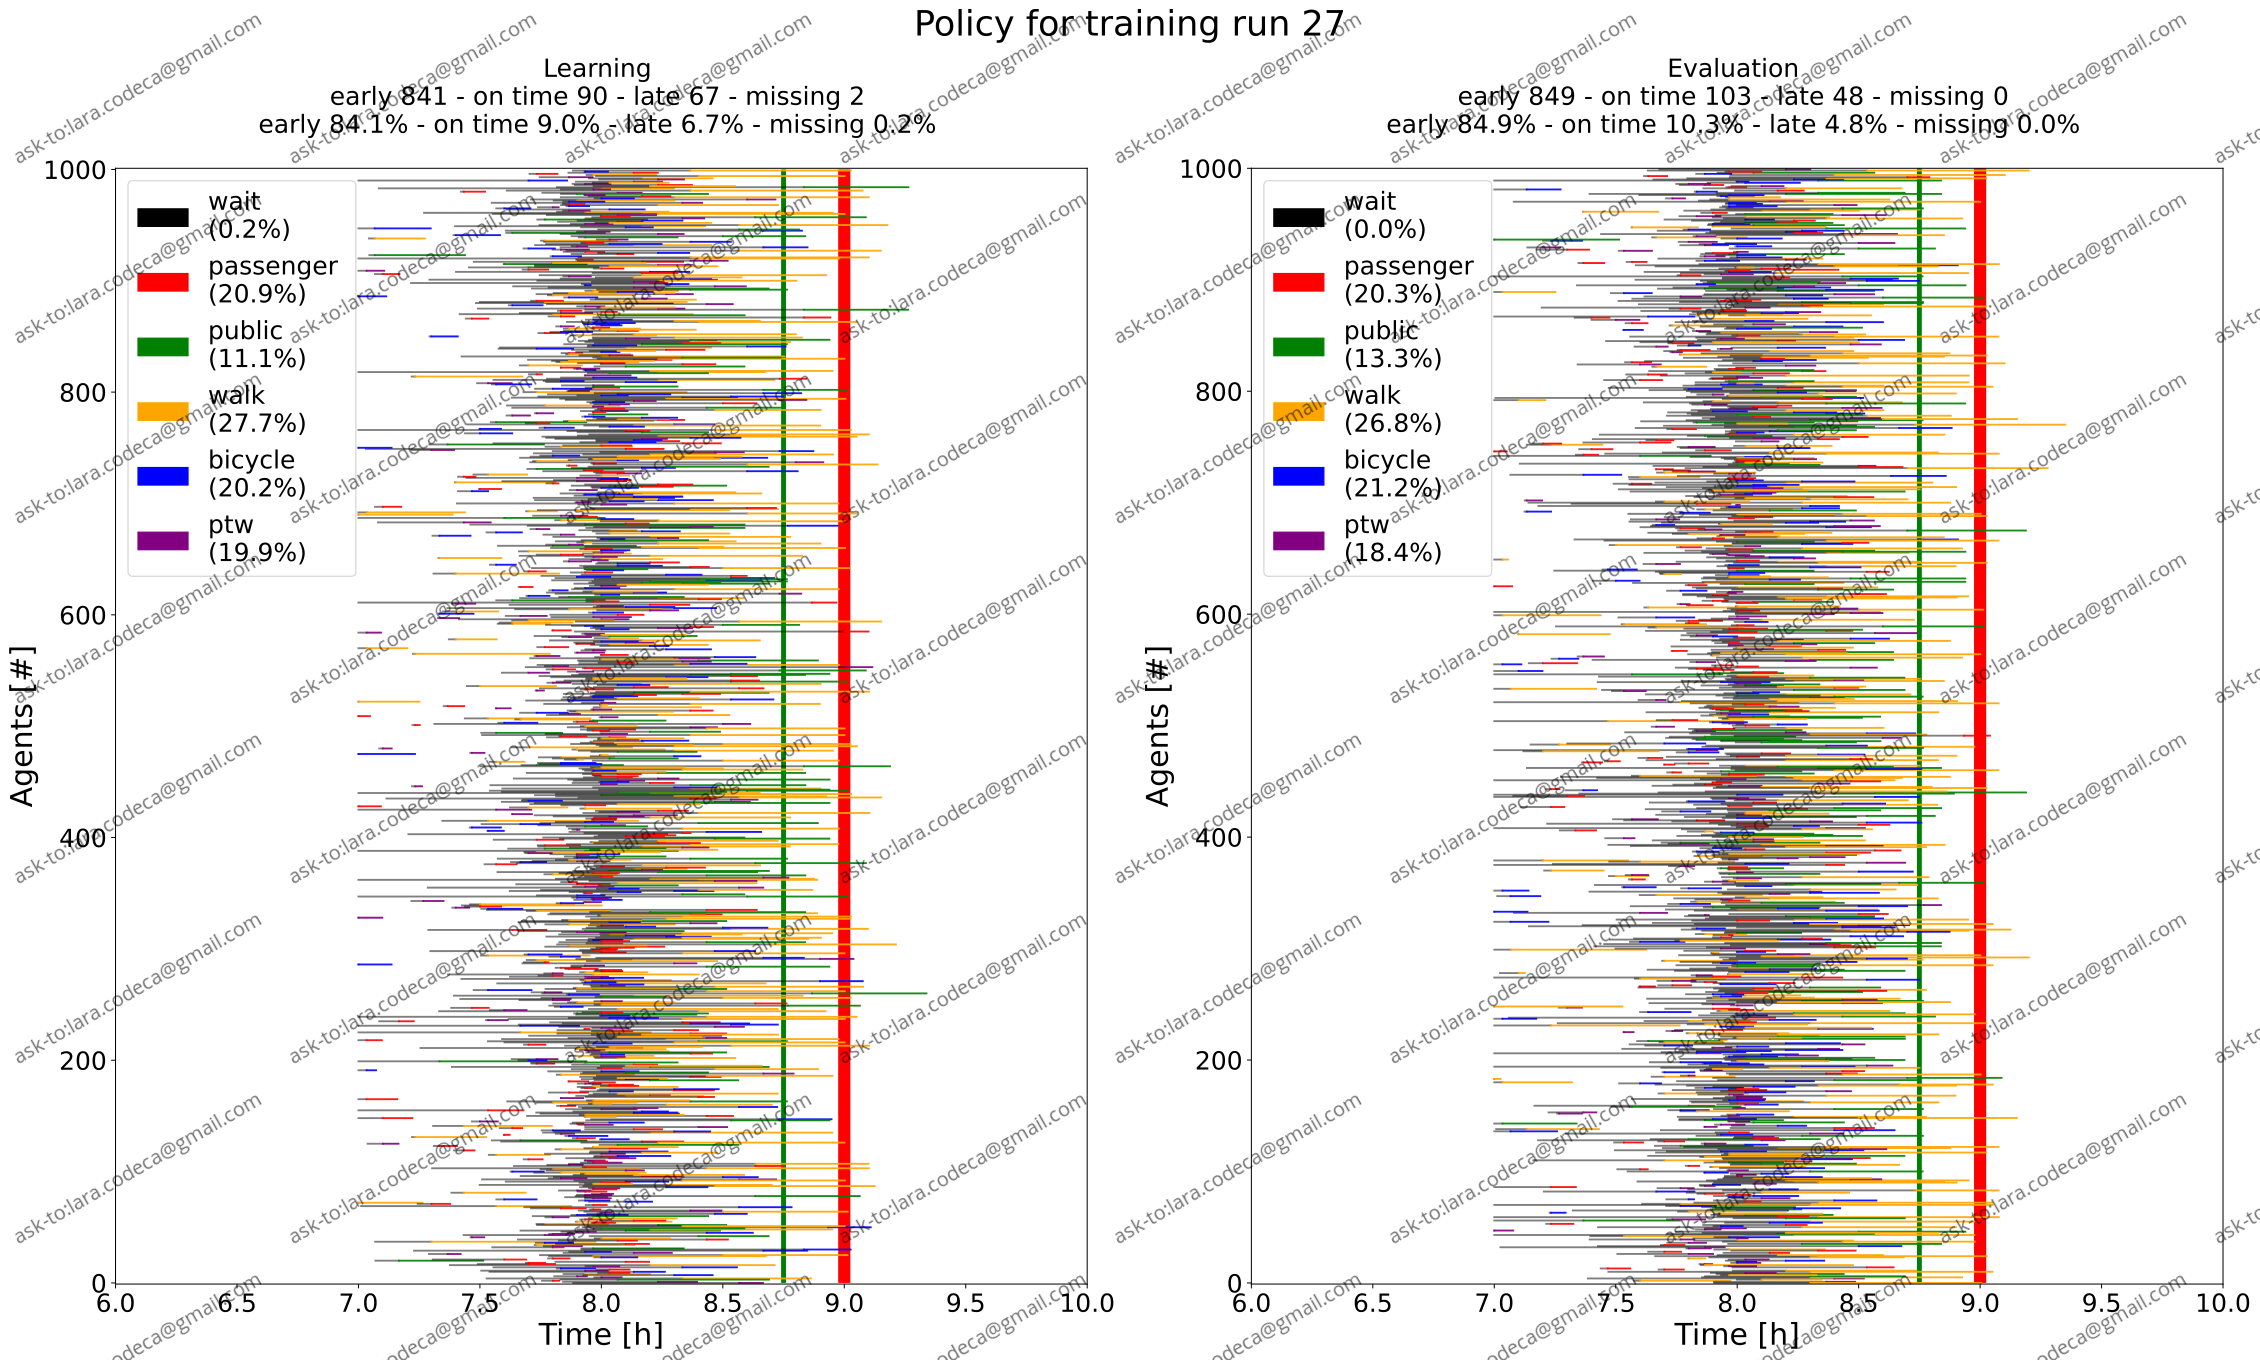 Policy for training run 27
Learning
early 841 - on time 90 - late 67 - missing 2
early 84.1% - on time 9.0% - late 6.7% - missing 0.2%
1000
800
600
400
200
0
Agents [#]
wait
(0.2%)
passenger
(20.9%)
public
(11.1%)
walk
(27.7%)
bicycle
(20.2%)
ptw
(19.9%)
6.0 6.5 7.0 7.5 8.0 8.5 9.0 9.5 10.0
Time [h]
Evaluation
early 849 - on time 103 - late 48 - missing 0
early 84.9% - on time 10.3% - late 4.8% - missing 0.0%
1000
800
600
400
200
0
Agents [#]
wait
(0.0%)
passenger
(20.3%)
public
(13.3%)
walk
(26.8%)
bicycle
(21.2%)
ptw
(18.4%)
6.0 6.5 7.0 7.5 8.0 8.5 9.0 9.5 10.0
Time [h]
ask-to:lara.codeca@gmail.com